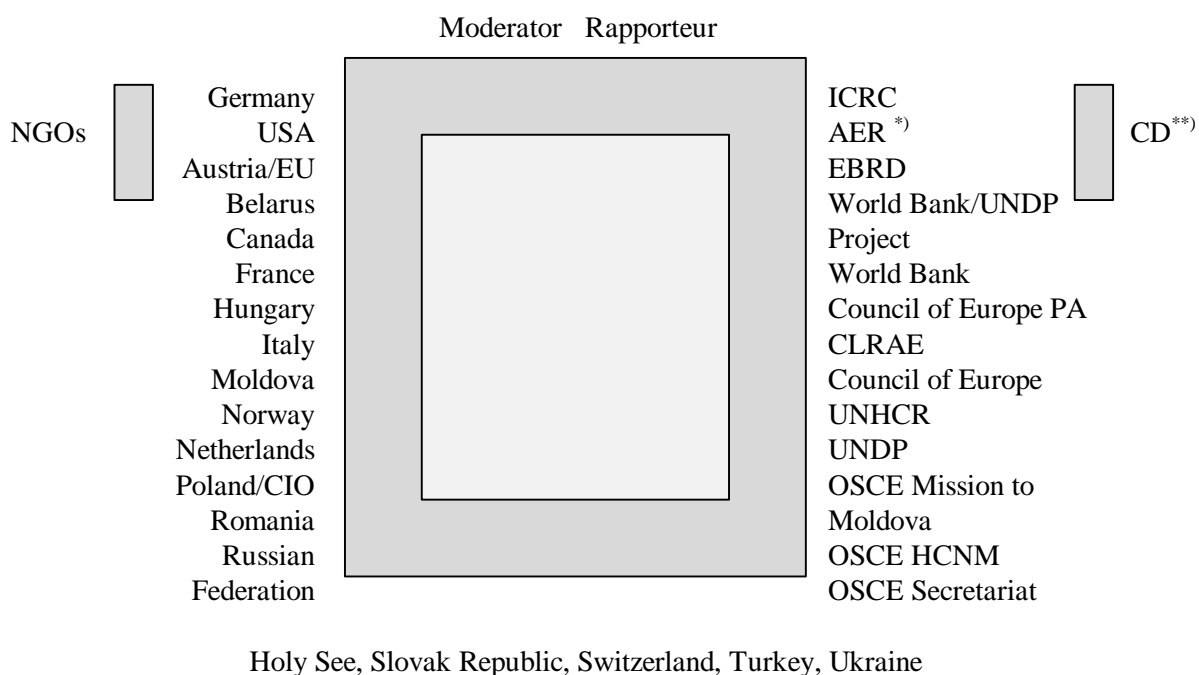 Moderator Rapporteur
NGOs
Germany
USA
Austria/EU
Belarus
Canada
France
Hungary
Italy
Moldova
Norway
Netherlands
Poland/CIO
Romania
Russian
Federation
ICRC
AER *)
EBRD
World Bank/UNDP
Project
World Bank
Council of Europe PA
CLRAE
Council of Europe
UNHCR
UNDP
OSCE Mission to
Moldova
OSCE HCNM
OSCE Secretariat
CD**)
Holy See, Slovak Republic, Switzerland, Turkey, Ukraine